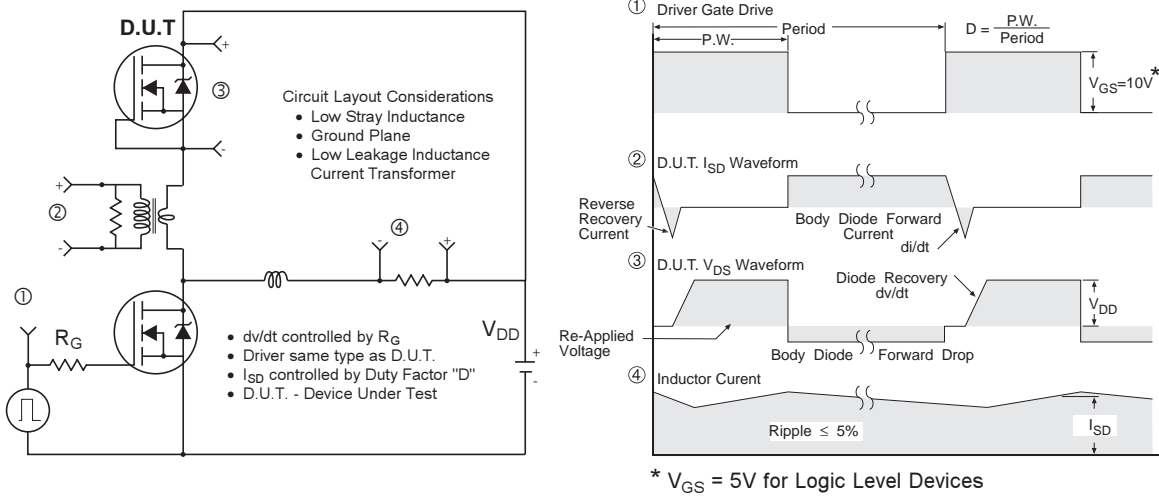 D.U.T
+
③
Circuit Layout Considerations
• Low Stray Inductance
• Ground Plane
• Low Leakage Inductance
Current Transformer
-
+
②
-
④
-
+
①
R_G
V_DD
+
-
• dv/dt controlled by R_G
• Driver same type as D.U.T.
• I_SD controlled by Duty Factor "D"
• D.U.T. - Device Under Test
① Driver Gate Drive
P.W.
Period
D = P.W. / Period
V_GS=10V *
② D.U.T. I_SD Waveform
Reverse
Recovery
Current
Body Diode Forward
Current
di/dt
③ D.U.T. V_DS Waveform
Diode Recovery
dv/dt
V_DD
Re-Applied
Voltage
Body Diode Forward Drop
④ Inductor Curent
Ripple ≤ 5%
I_SD
* V_GS = 5V for Logic Level Devices